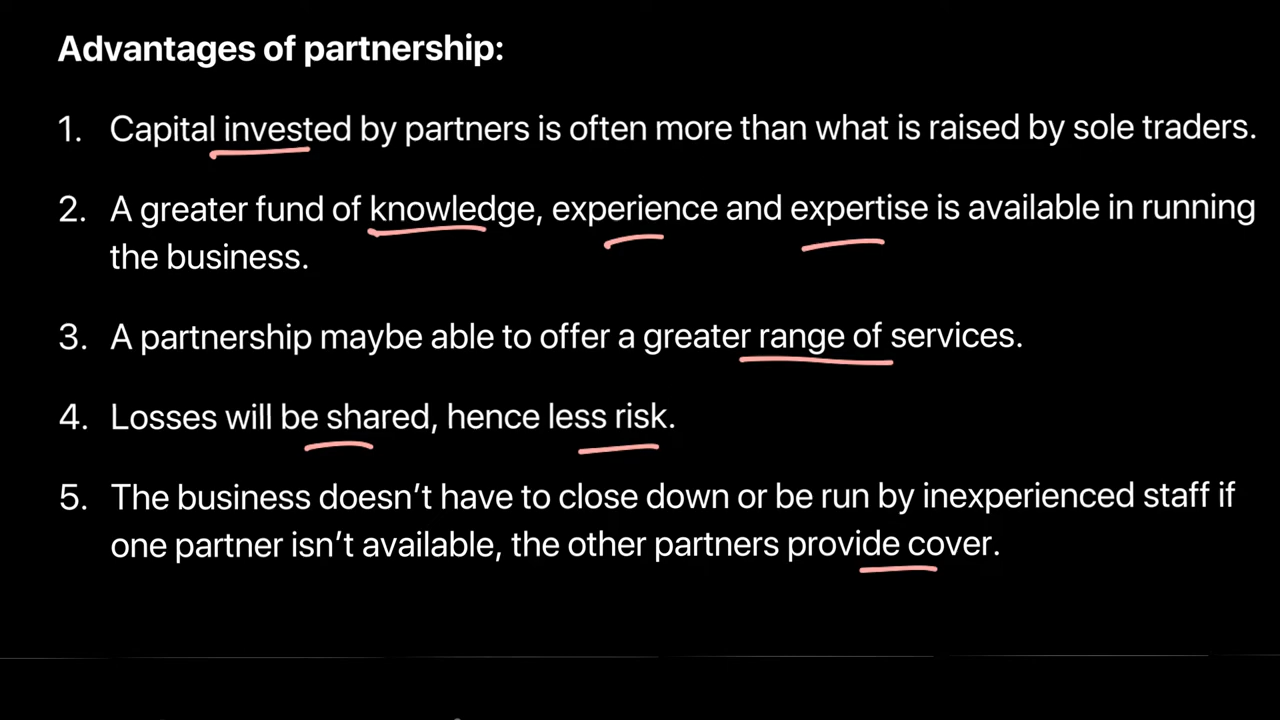 Advantages of partnership:
1. Capital invested by partners is often more than what is raised by sole traders.
2. A greater fund of knowledge, experience and expertise is available in running
the business.
3. A partnership maybe able to offer a greater range of services.
4. Losses will be shared, hence less risk.
5. The business doesn’t have to close down or be run by inexperienced staff if
one partner isn’t available, the other partners provide cover.